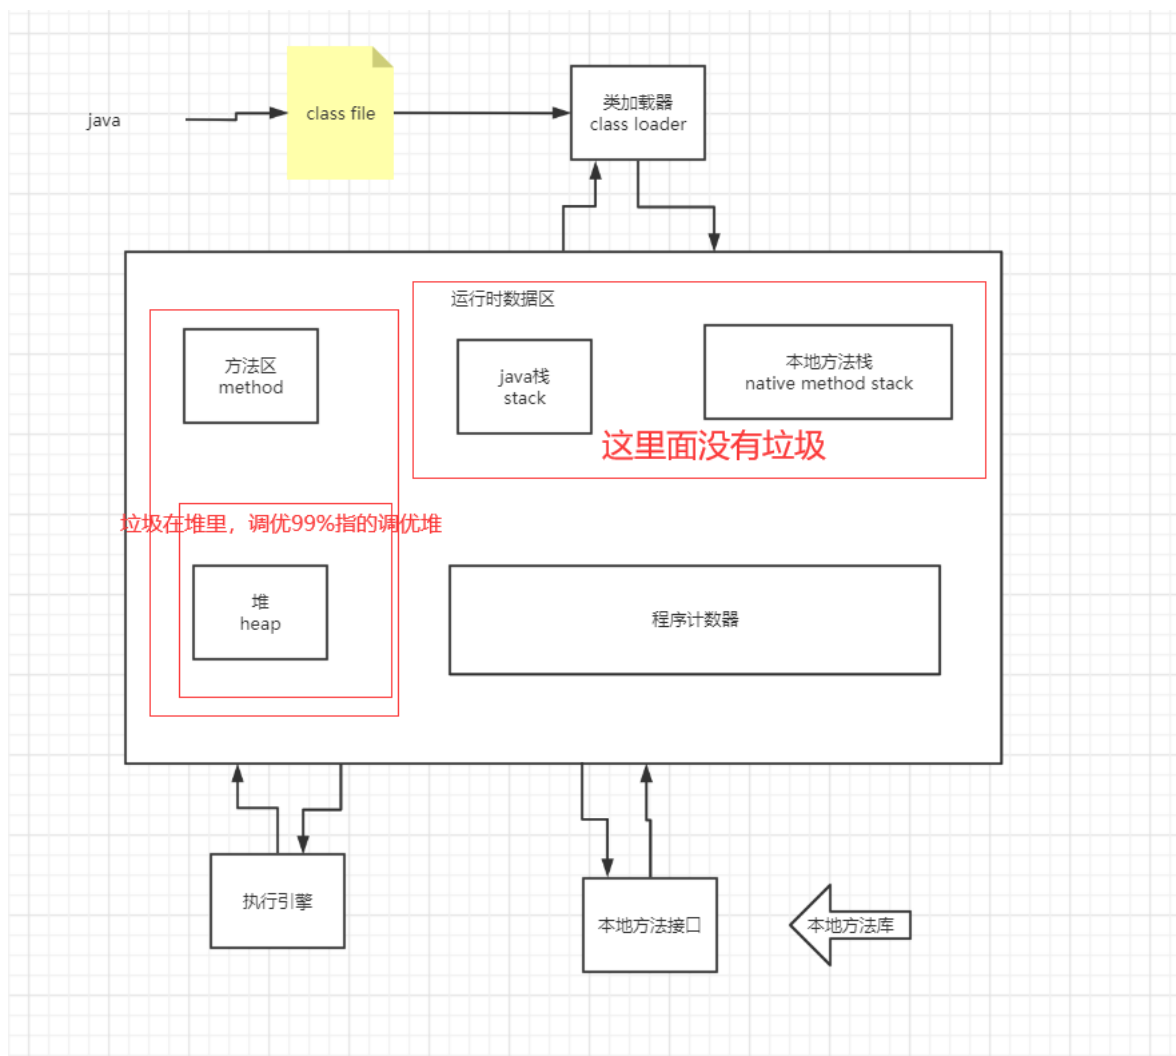 java
class file
类加载器
class loader
运行时数据区
方法区
method
java栈
stack
本地方法栈
native method stack
这里面没有垃圾
垃圾在堆里，调优99%指的调优堆
堆
heap
程序计数器
执行引擎
本地方法接口
本地方法库